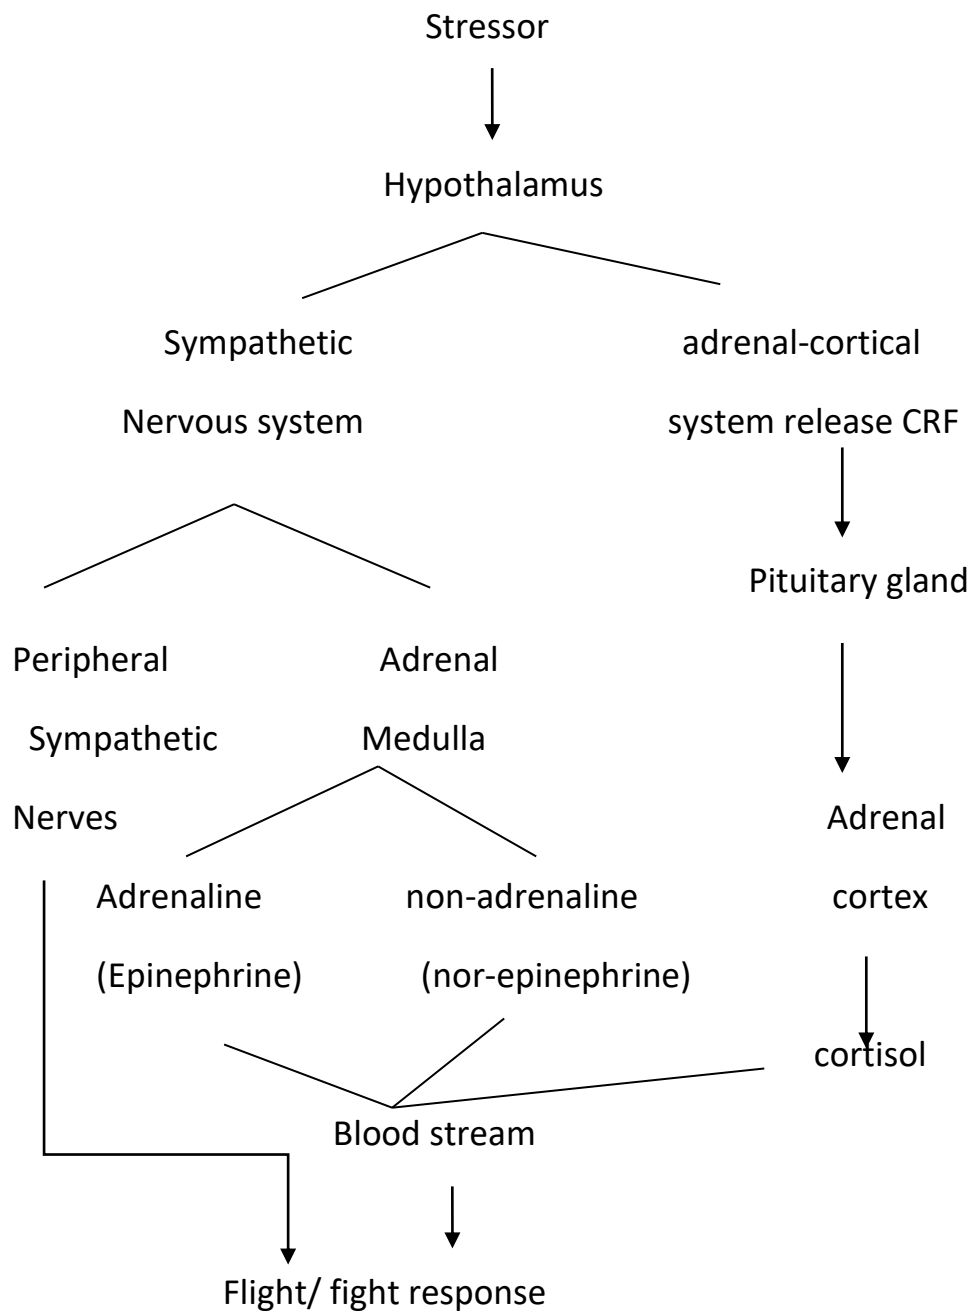 Stressor
Hypothalamus
Sympathetic
Nervous system
adrenal-cortical
system release CRF
Pituitary gland
Peripheral
Sympathetic
Nerves
Adrenal
Medulla
Adrenal
cortex
Adrenaline
(Epinephrine)
non-adrenaline
(nor-epinephrine)
cortisol
Blood stream
Flight/ fight response